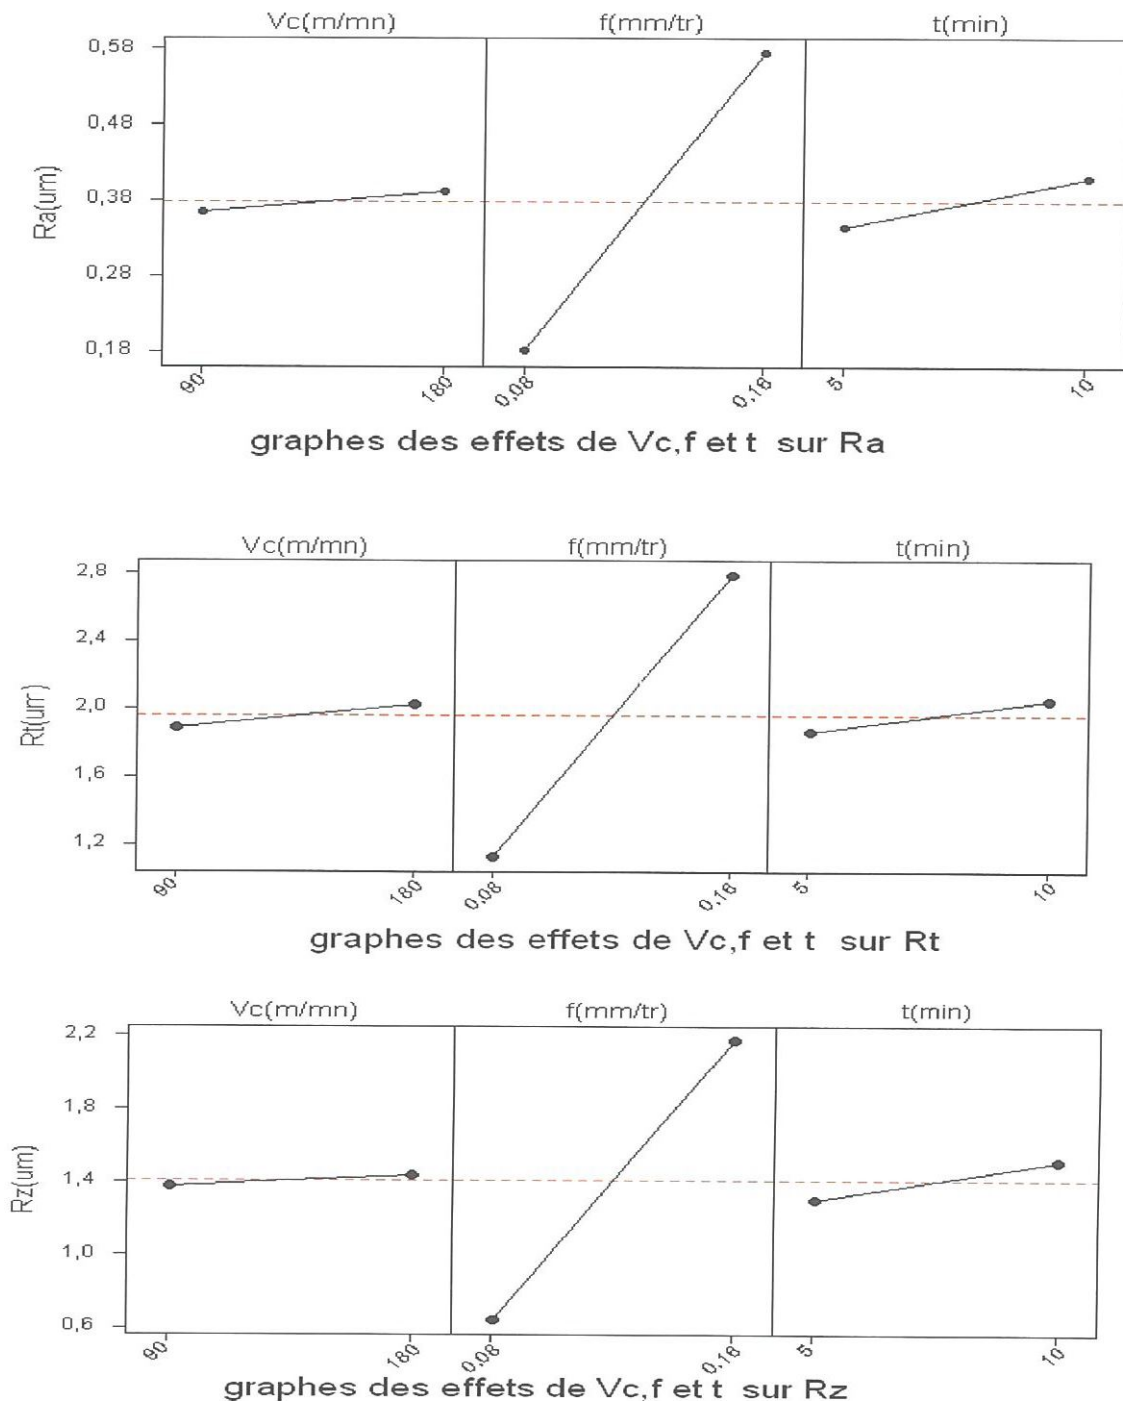 Vc(m/mn) f(mm/tr) t(min)
0,58
0,48
0,38
0,28
0,18
Ra(um)
90 180 0,08 0,16 5 10
graphes des effets de Vc,f et t sur Ra
Vc(m/mn) f(mm/tr) t(min)
2,8
2,4
2,0
1,6
1,2
Rt(um)
90 180 0,08 0,16 5 10
graphes des effets de Vc,f et t sur Rt
Vc(m/mn) f(mm/tr) t(min)
2,2
1,8
1,4
1,0
0,6
Rz(um)
90 180 0,08 0,16 5 10
graphes des effets de Vc,f et t sur Rz